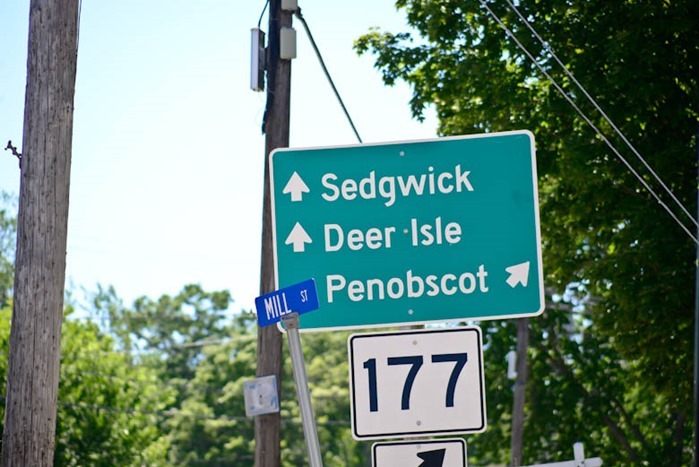 Sedgwick
Deer Isle
Penobscot
MILL ST
177